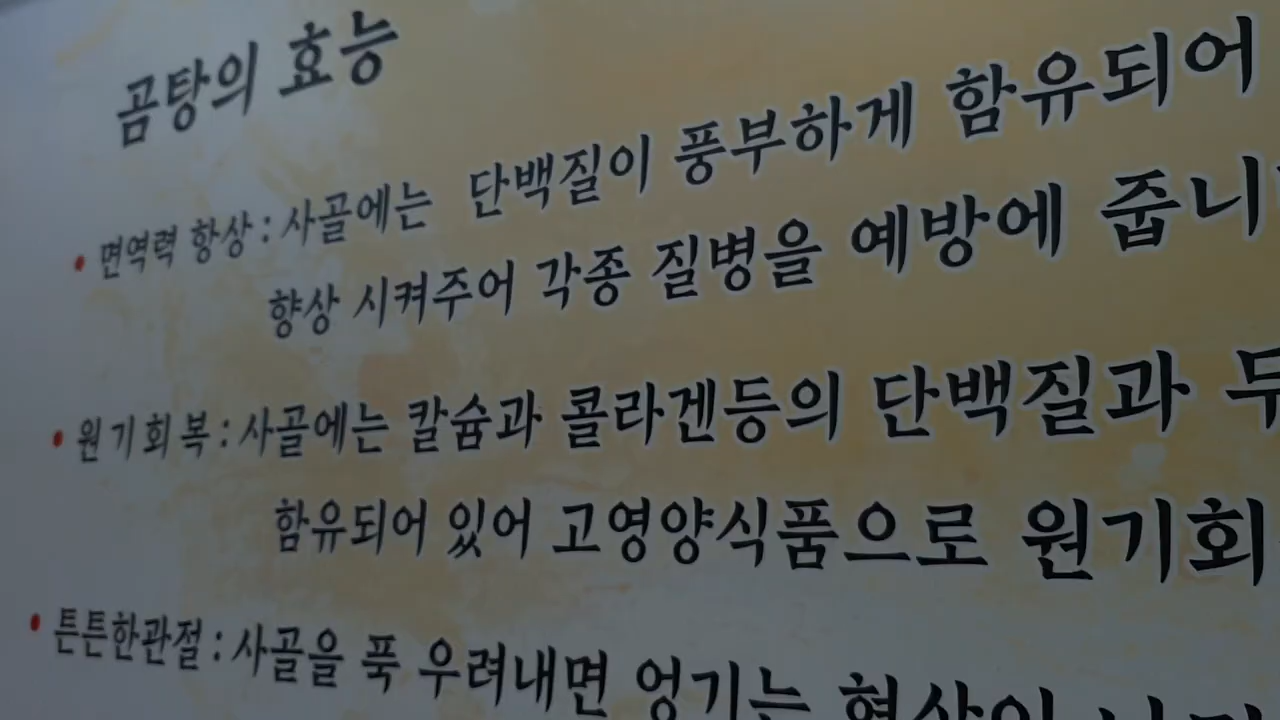 곰탕의 효능
• 면역력 향상 : 사골에는 단백질이 풍부하게 함유되어
향상 시켜주어 각종 질병을 예방에 줍니
• 원기회복 : 사골에는 칼슘과 콜라겐등의 단백질과
함유되어 있어 고영양식품으로 원기회
• 튼튼한관절 : 사골을 푹 우려내면 엉기는